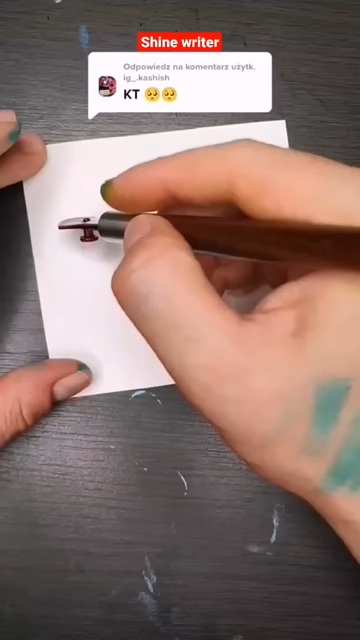 Shine writer
Odpowiedz na komentarz użytk.
ig_.kashish
KT 🥺🥺